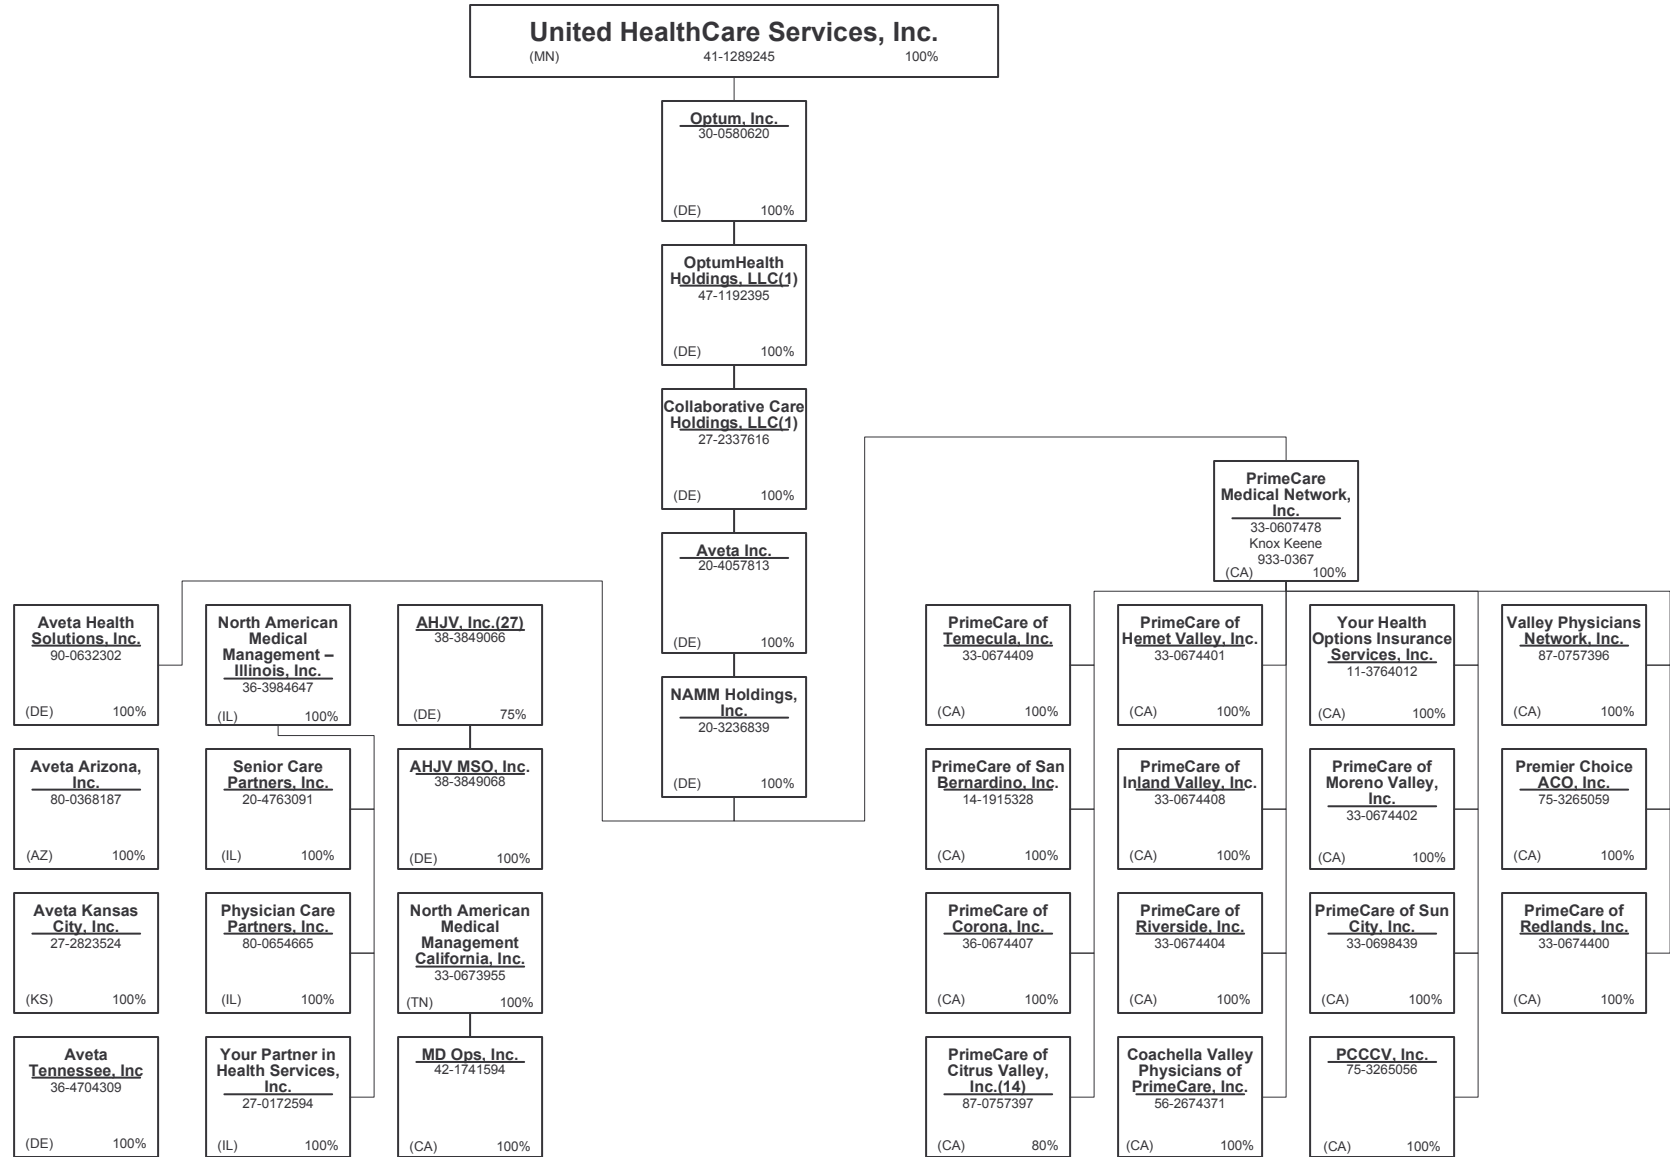 United HealthCare Services, Inc.
(MN) 41-1289245 100%
Optum, Inc.
30-0580620
(DE) 100%
OptumHealth
Holdings, LLC(1)
47-1192395
(DE) 100%
Collaborative Care
Holdings, LLC(1)
27-2337616
(DE) 100%
Aveta Inc.
20-4057813
(DE) 100%
NAMM Holdings,
Inc.
20-3236839
(DE) 100%
Aveta Health
Solutions, Inc.
90-0632302
(DE) 100%
Aveta Arizona,
Inc.
80-0368187
(AZ) 100%
Aveta Kansas
City, Inc.
27-2823524
(KS) 100%
Aveta
Tennessee, Inc
36-4704309
(DE) 100%
North American
Medical
Management –
Illinois, Inc.
36-3984647
(IL) 100%
Senior Care
Partners, Inc.
20-4763091
(IL) 100%
Physician Care
Partners, Inc.
80-0654665
(IL) 100%
Your Partner in
Health Services,
Inc.
27-0172594
(IL) 100%
AHJV, Inc.(27)
38-3849066
(DE) 75%
AHJV MSO, Inc.
38-3849068
(DE) 100%
North American
Medical
Management
California, Inc.
33-0673955
(TN) 100%
MD Ops, Inc.
42-1741594
(CA) 100%
PrimeCare
Medical Network,
Inc.
33-0607478
Knox Keene
933-0367
(CA) 100%
PrimeCare of
Temecula, Inc.
33-0674409
(CA) 100%
PrimeCare of San
Bernardino, Inc.
14-1915328
(CA) 100%
PrimeCare of
Corona, Inc.
36-0674407
(CA) 100%
PrimeCare of
Citrus Valley,
Inc.(14)
87-0757397
(CA) 80%
PrimeCare of
Hemet Valley, Inc.
33-0674401
(CA) 100%
PrimeCare of
Inland Valley, Inc.
33-0674408
(CA) 100%
PrimeCare of
Riverside, Inc.
33-0674404
(CA) 100%
Coachella Valley
Physicians of
PrimeCare, Inc.
56-2674371
(CA) 100%
Your Health
Options Insurance
Services, Inc.
11-3764012
(CA) 100%
PrimeCare of
Moreno Valley,
Inc.
33-0674402
(CA) 100%
PrimeCare of Sun
City, Inc.
33-0698439
(CA) 100%
PCCCV, Inc.
75-3265056
(CA) 100%
Valley Physicians
Network, Inc.
87-0757396
(CA) 100%
Premier Choice
ACO, Inc.
75-3265059
(CA) 100%
PrimeCare of
Redlands, Inc.
33-0674400
(CA) 100%